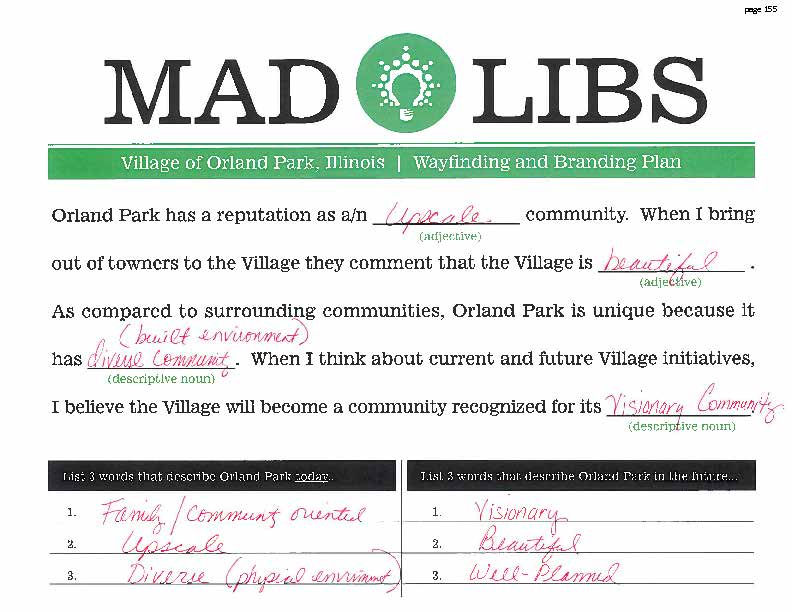 page 155
MAD LIBS
Village of Orland Park, Illinois | Wayfinding and Branding Plan
Orland Park has a reputation as a/n Upscale community. When I bring
(adjective)
out of towners to the Village they comment that the Village is beautiful .
(adjective)
As compared to surrounding communities, Orland Park is unique because it
(built environment)
has diverse Community. When I think about current and future Village initiatives,
(descriptive noun)
I believe the Village will become a community recognized for its Visionary Community.
(descriptive noun)
List 3 words that describe Orland Park today..
1. Family / Community oriented
2. Upscale
3. Diverse (physical environment)
List 3 words that describe Orland Park in the future...
1. Visionary
2. Beautiful
3. Well-Planned